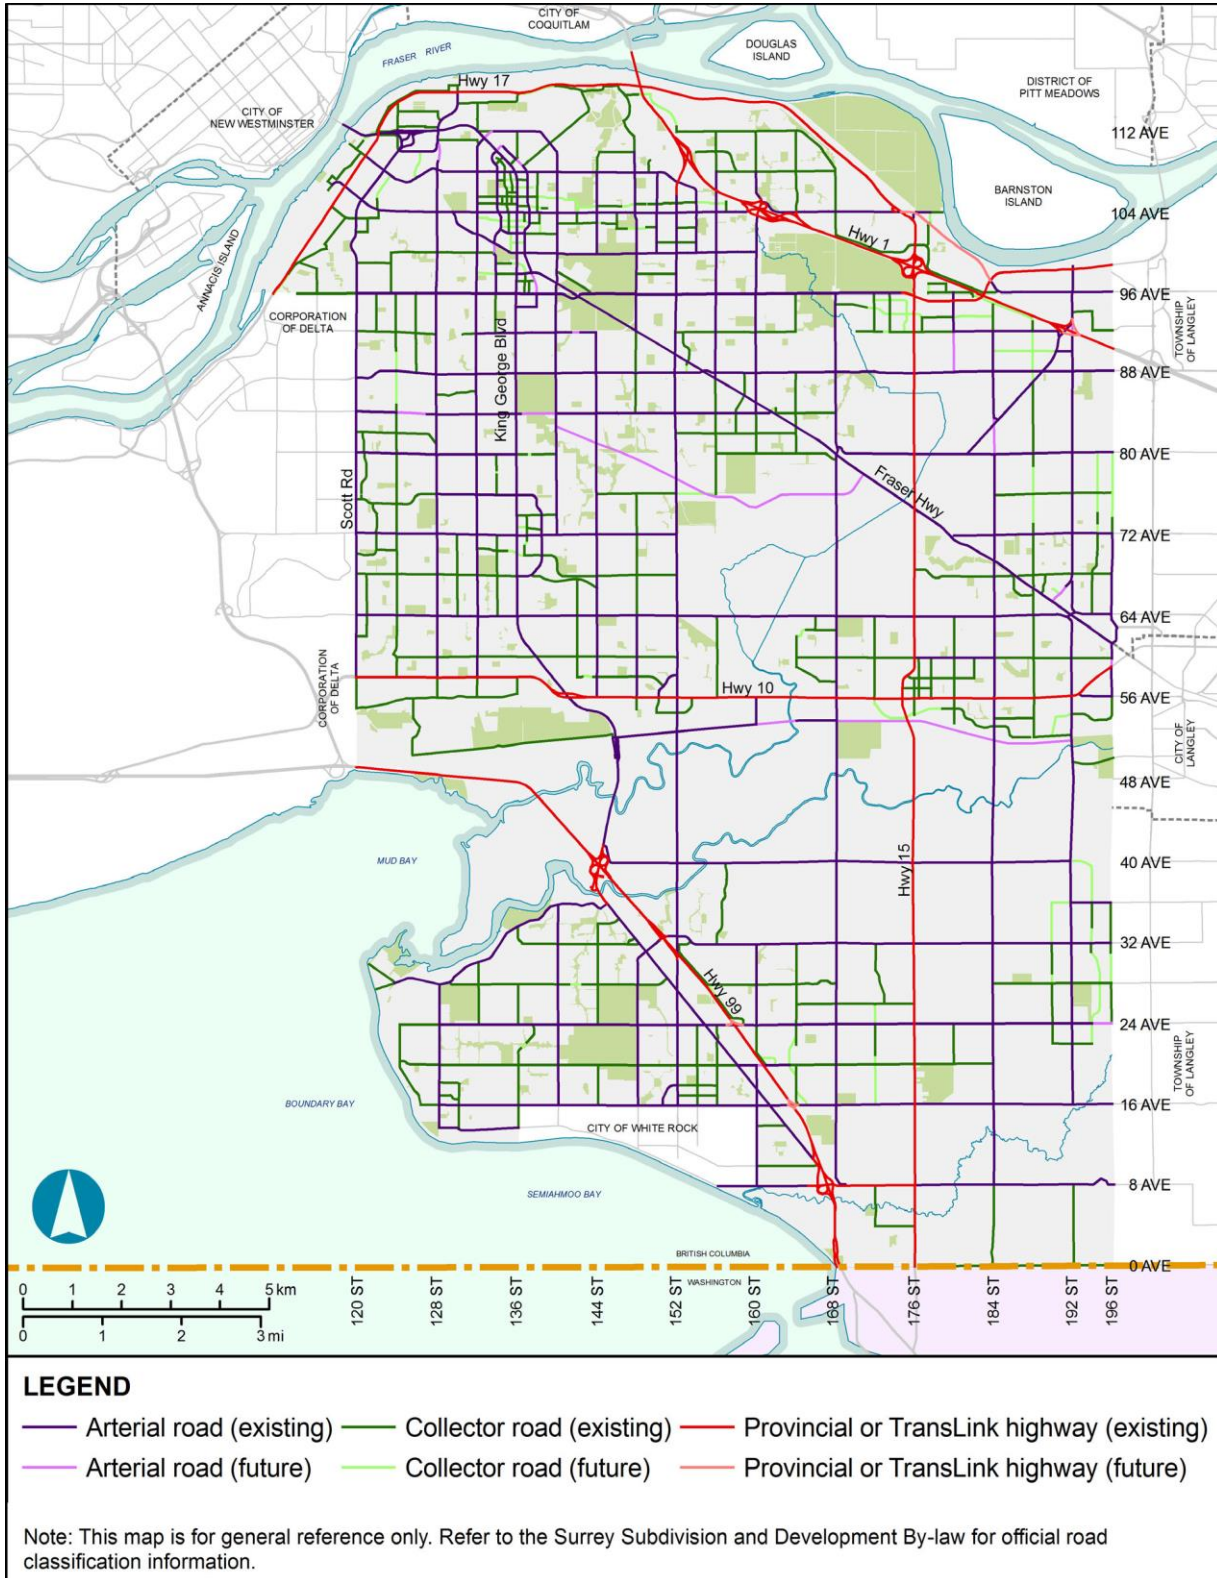 CITY OF
COQUITLAM
FRASER RIVER
DOUGLAS
ISLAND
Hwy 17
DISTRICT OF
PITT MEADOWS
CITY OF
NEW WESTMINSTER
112 AVE
BARNSTON
ISLAND
104 AVE
ANNACIS ISLAND
Hwy 1
96 AVE
CORPORATION
OF DELTA
King George Blvd
TOWNSHIP
OF LANGLEY
88 AVE
80 AVE
Scott Rd
Fraser Hwy
72 AVE
64 AVE
CORPORATION
OF DELTA
Hwy 10
56 AVE
CITY OF
LANGLEY
48 AVE
MUD BAY
Hwy 15
40 AVE
32 AVE
Hwy 99
24 AVE
TOWNSHIP
OF LANGLEY
BOUNDARY BAY
16 AVE
CITY OF WHITE ROCK
SEMIAHMOO BAY
8 AVE
BRITISH COLUMBIA
0 AVE
WASHINGTON
0 1 2 3 4 5 km
0 1 2 3 mi
120 ST
128 ST
136 ST
144 ST
152 ST
160 ST
168 ST
176 ST
184 ST
192 ST
196 ST
LEGEND
Arterial road (existing) Collector road (existing) Provincial or TransLink highway (existing)
Arterial road (future) Collector road (future) Provincial or TransLink highway (future)
Note: This map is for general reference only. Refer to the Surrey Subdivision and Development By-law for official road
classification information.